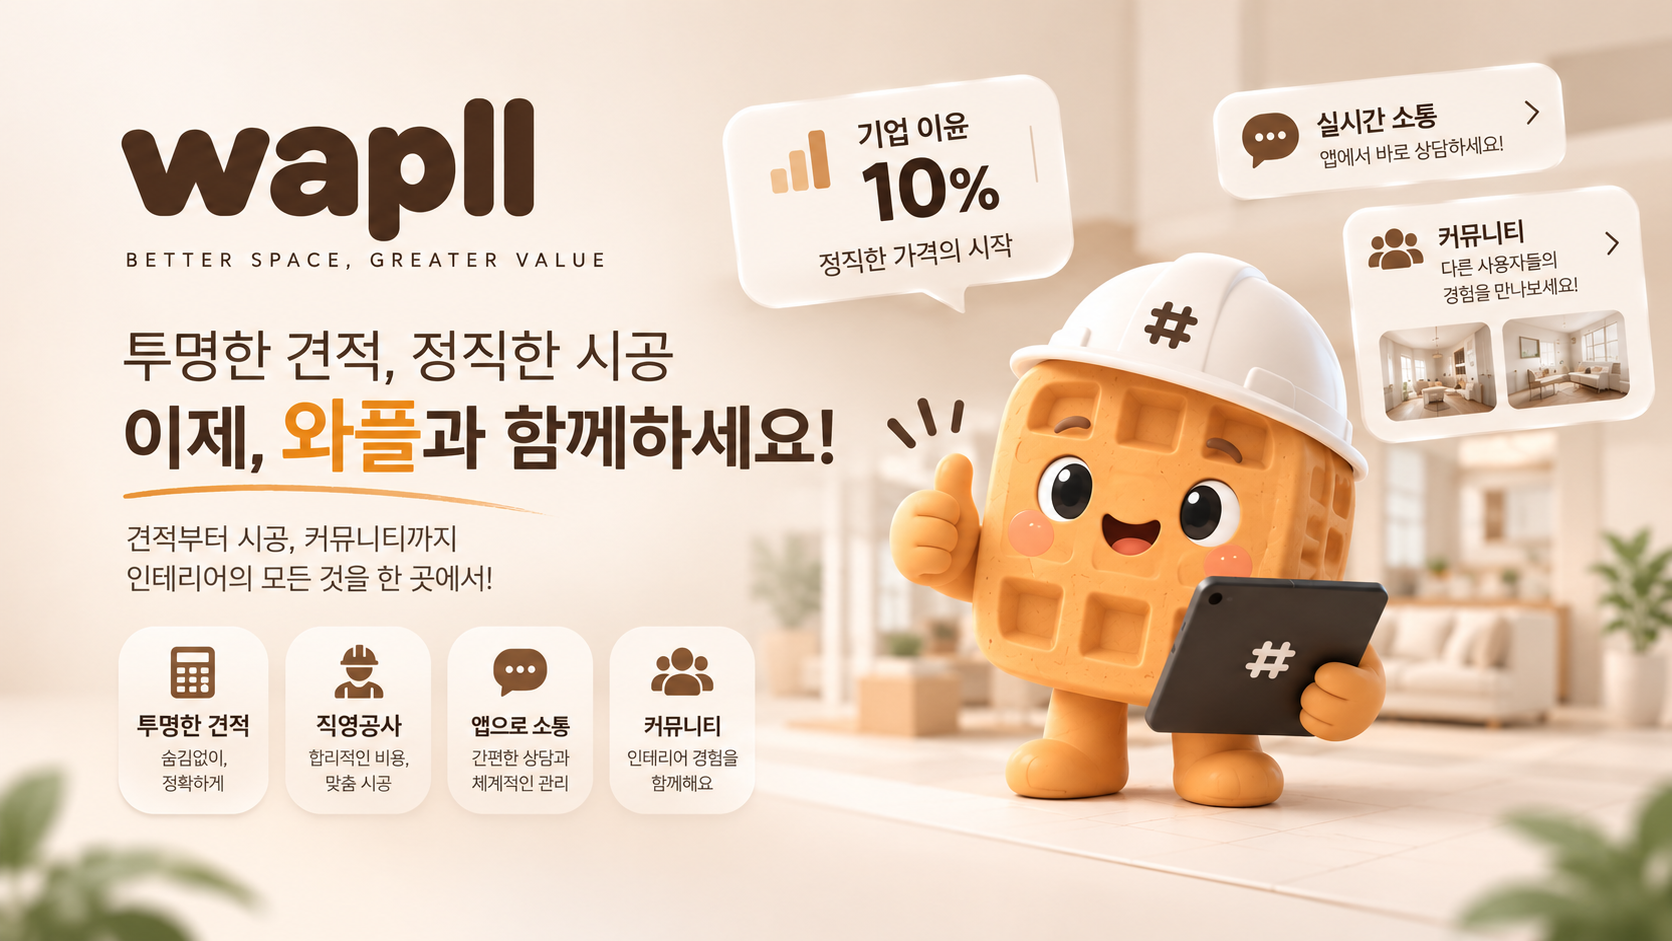 wapll
BETTER SPACE, GREATER VALUE
투명한 견적, 정직한 시공
이제, 와플과 함께하세요!
견적부터 시공, 커뮤니티까지
인테리어의 모든 것을 한 곳에서!
투명한 견적
숨김없이,
정확하게
직영공사
합리적인 비용,
맞춤 시공
앱으로 소통
간편한 상담과
체계적인 관리
커뮤니티
인테리어 경험을
함께해요
기업 이윤
10%
정직한 가격의 시작
실시간 소통
앱에서 바로 상담하세요!
커뮤니티
다른 사용자들의
경험을 만나보세요!
#
#